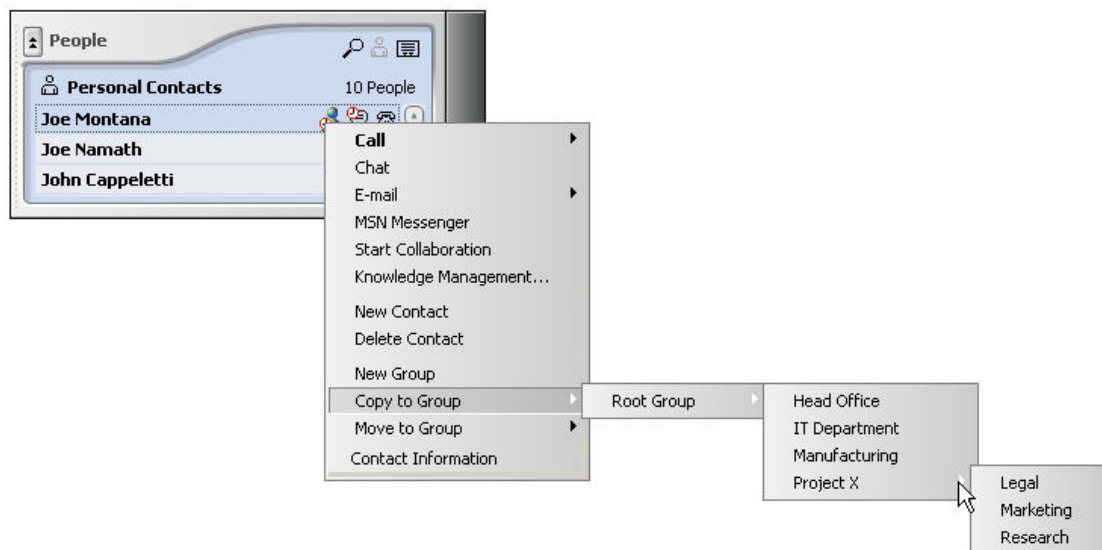 People
Personal Contacts 10 People
Joe Montana
Joe Namath
John Cappeletti
Call
Chat
E-mail
MSN Messenger
Start Collaboration
Knowledge Management...
New Contact
Delete Contact
New Group
Copy to Group
Move to Group
Contact Information
Root Group
Head Office
IT Department
Manufacturing
Project X
Legal
Marketing
Research